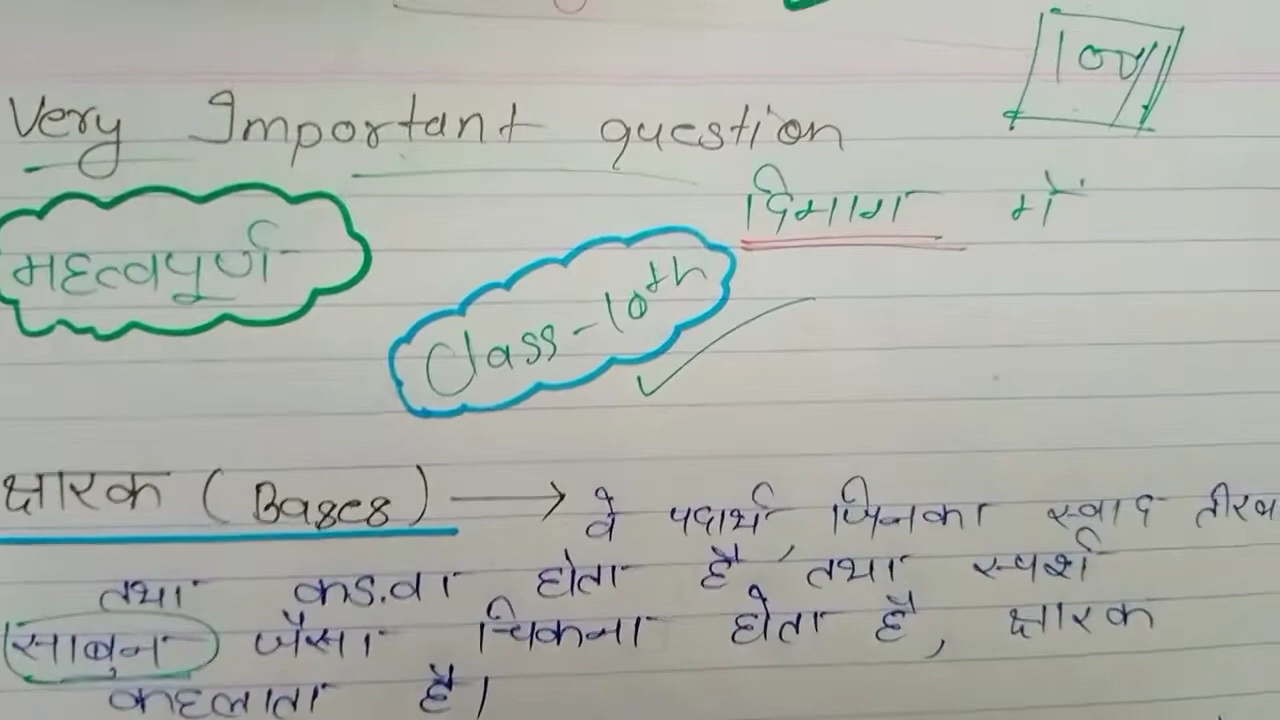 100%
Very Important question
दिमाग में
महत्वपूर्ण
Class-10th
क्षारक (Bases) → वे पदार्थ, जिनका स्वाद तीख
तथा कड़वा होता है, तथा स्पर्श
साबुन जैसा चिकना होता है, क्षारक
कहलाता है।